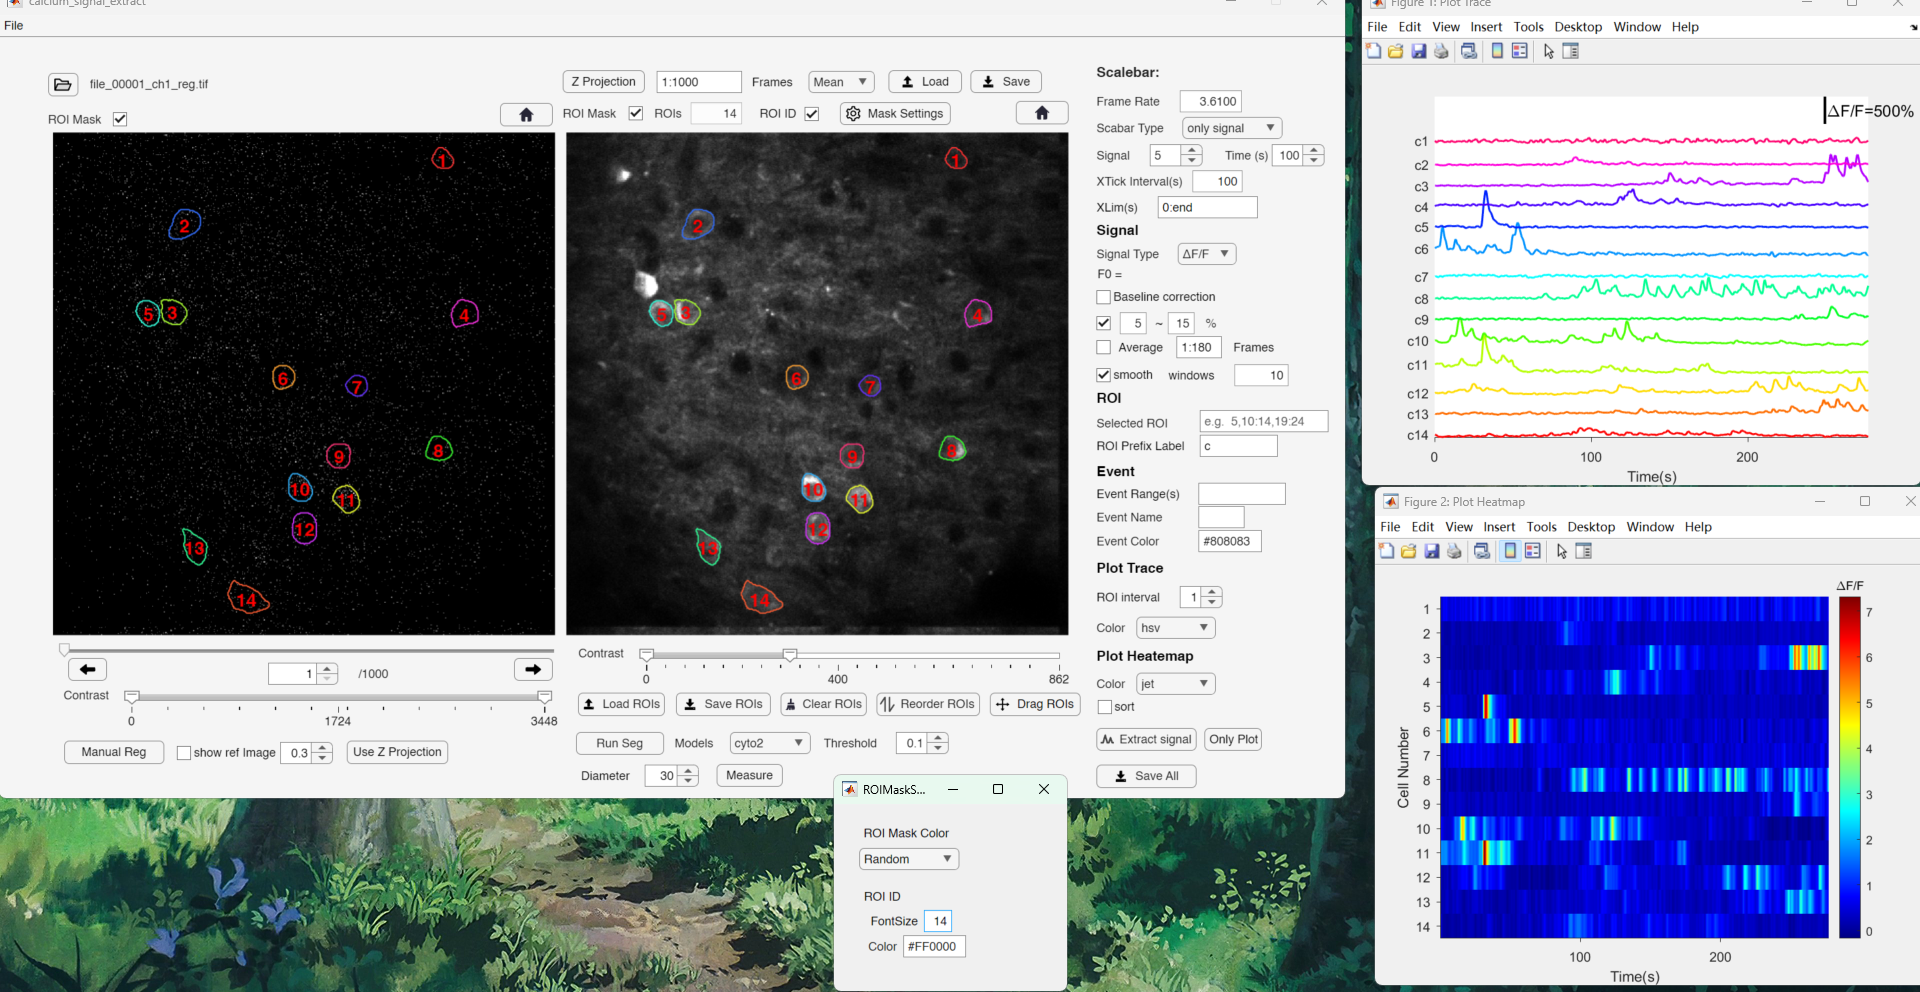 calcium_signal_extract
File
file_00001_ch1_reg.tif
ROI Mask
Z Projection 1:1000 Frames Mean Load Save
ROI Mask ROIs 14 ROI ID Mask Settings
1
2
5 3
4
6
7
8
9
10
11
12
13
14
1
2
5 3
4
6
7
8
9
10
11
12
13
14
1 /1000
Contrast
0 1724 3448
Manual Reg show ref Image 0.3 Use Z Projection
Contrast
0 400 862
Load ROIs Save ROIs Clear ROIs Reorder ROIs Drag ROIs
Run Seg Models cyto2 Threshold 0.1
Diameter 30 Measure
Scalebar:
Frame Rate 3.6100
Scabar Type only signal
Signal 5 Time (s) 100
XTick Interval(s) 100
XLim(s) 0:end
Signal
Signal Type ΔF/F
F0 =
Baseline correction
5 ~ 15 %
Average 1:180 Frames
smooth windows 10
ROI
Selected ROI e.g. 5,10:14,19:24
ROI Prefix Label c
Event
Event Range(s)
Event Name
Event Color #808083
Plot Trace
ROI interval 1
Color hsv
Plot Heatemap
Color jet
sort
Extract signal Only Plot
Save All
ROIMaskS...
ROI Mask Color
Random
ROI ID
FontSize 14
Color #FF0000
Figure 1: Plot Trace
File Edit View Insert Tools Desktop Window Help
ΔF/F=500%
c1
c2
c3
c4
c5
c6
c7
c8
c9
c10
c11
c12
c13
c14
0 100 200
Time(s)
Figure 2: Plot Heatmap
File Edit View Insert Tools Desktop Window Help
ΔF/F
Cell Number
1
2
3
4
5
6
7
8
9
10
11
12
13
14
100 200
Time(s)
7
6
5
4
3
2
1
0